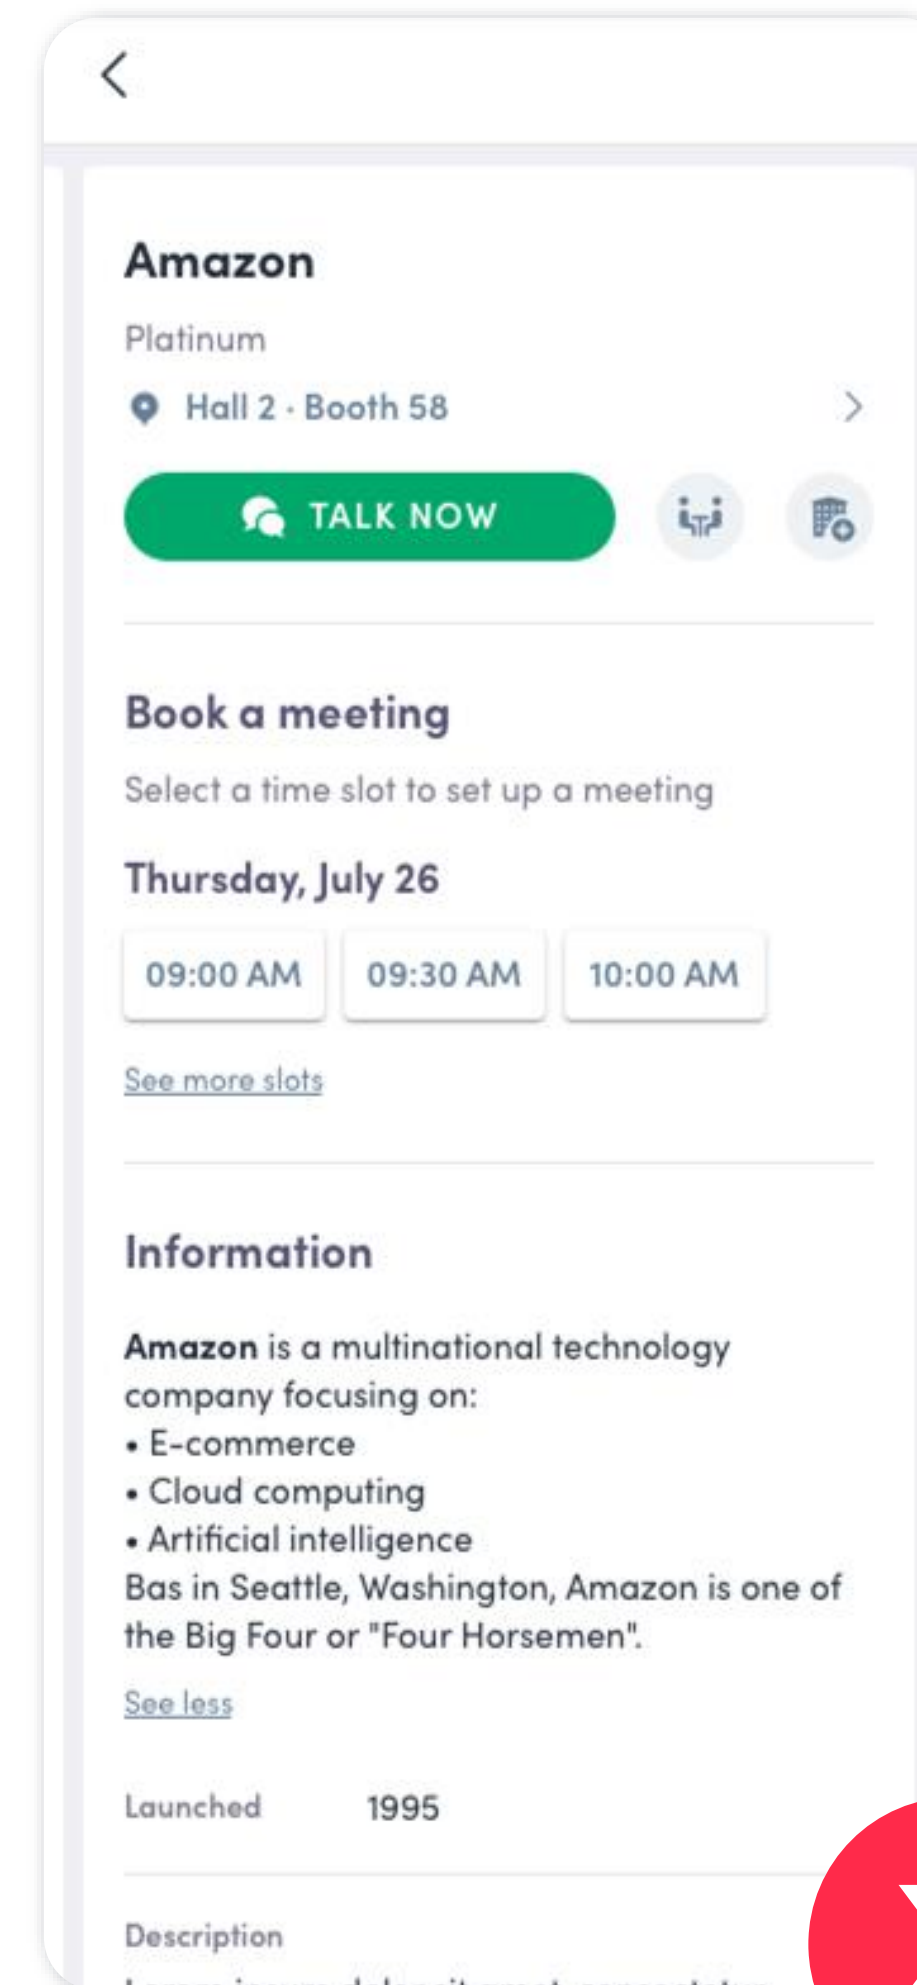 Amazon
Platinum
Hall 2 · Booth 58
TALK NOW
Book a meeting
Select a time slot to set up a meeting
Thursday, July 26
09:00 AM 09:30 AM 10:00 AM
See more slots
Information
Amazon is a multinational technology
company focusing on:
• E-commerce
• Cloud computing
• Artificial intelligence
Bas in Seattle, Washington, Amazon is one of
the Big Four or "Four Horsemen".
See less
Launched 1995
Description